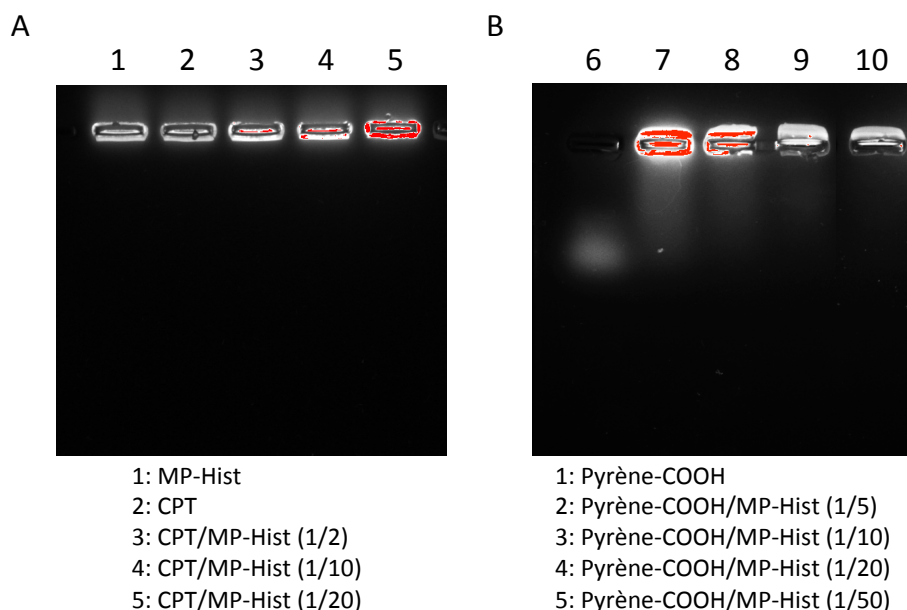 A
1 2 3 4 5
B
6 7 8 9 10
1: MP-Hist
2: CPT
3: CPT/MP-Hist (1/2)
4: CPT/MP-Hist (1/10)
5: CPT/MP-Hist (1/20)
1: Pyrène-COOH
2: Pyrène-COOH/MP-Hist (1/5)
3: Pyrène-COOH/MP-Hist (1/10)
4: Pyrène-COOH/MP-Hist (1/20)
5: Pyrène-COOH/MP-Hist (1/50)